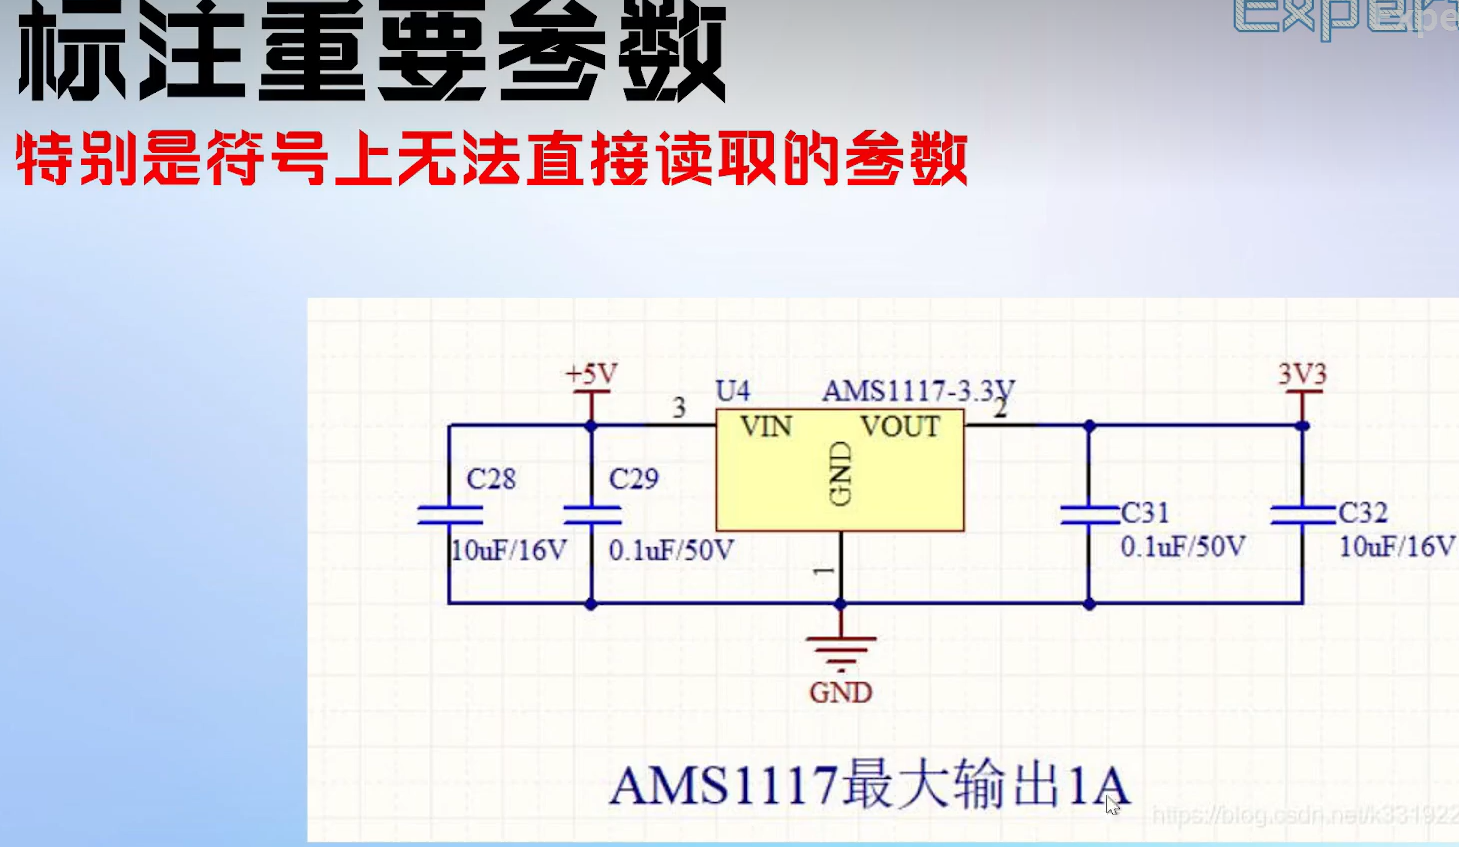 标注重要参数
Expert
特别是符号上无法直接读取的参数
+5V
3V3
U4
AMS1117-3.3V
3
2
VIN
VOUT
GND
C28
C29
C31
C32
10uF/16V
0.1uF/50V
0.1uF/50V
10uF/16V
1
GND
AMS1117最大输出1A
https://blog.csdn.net/k331922